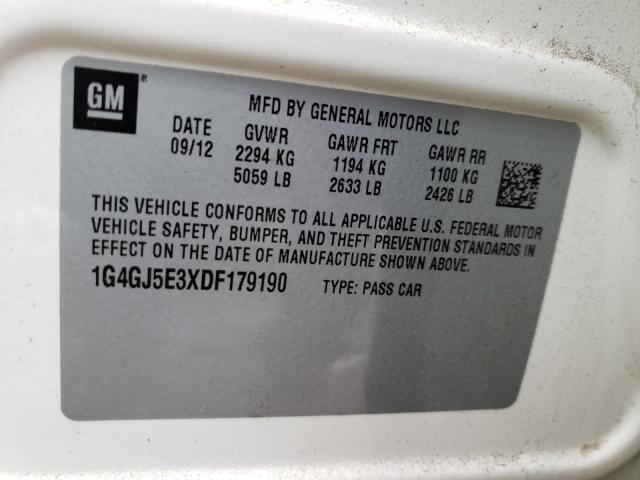 GM ®
MFD BY GENERAL MOTORS LLC
DATE GVWR GAWR FRT GAWR RR
09/12 2294 KG 1194 KG 1100 KG
5059 LB 2633 LB 2426 LB
THIS VEHICLE CONFORMS TO ALL APPLICABLE U.S. FEDERAL MOTOR
VEHICLE SAFETY, BUMPER, AND THEFT PREVENTION STANDARDS IN
EFFECT ON THE DATE OF MANUFACTURE SHOWN ABOVE.
1G4GJ5E3XDF179190 TYPE: PASS CAR